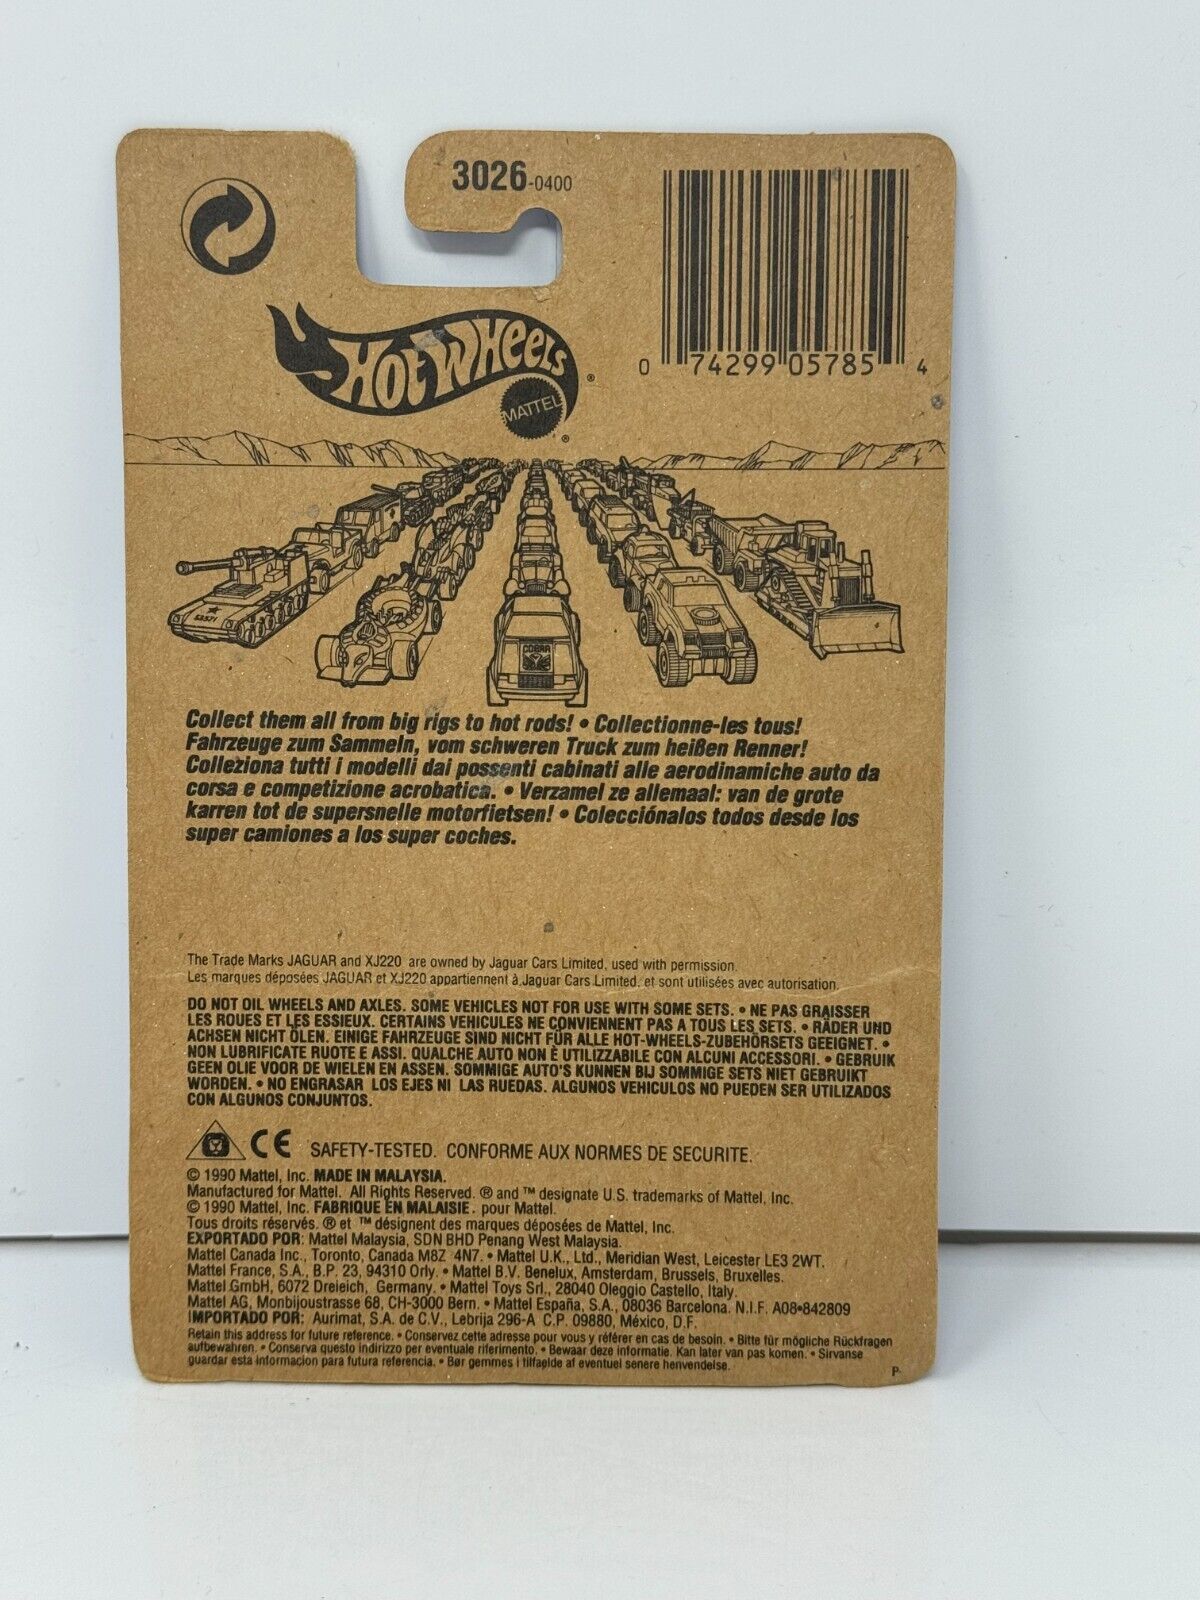 3026-0400
HOT WHEELS ®
MATTEL ®
0 74299 05785 4
53571
COBRA
Collect them all from big rigs to hot rods! • Collectionne-les tous!
Fahrzeuge zum Sammeln, vom schweren Truck zum heißen Renner!
Colleziona tutti i modelli dai possenti cabinati alle aerodinamiche auto da
corsa e competizione acrobatica. • Verzamel ze allemaal: van de grote
karren tot de supersnelle motorfietsen! • Colecciónalos todos desde los
super camiones a los super coches.
The Trade Marks JAGUAR and XJ220 are owned by Jaguar Cars Limited, used with permission.
Les marques déposées JAGUAR et XJ220 appartiennent à Jaguar Cars Limited, et sont utilisées avec autorisation.
DO NOT OIL WHEELS AND AXLES. SOME VEHICLES NOT FOR USE WITH SOME SETS. • NE PAS GRAISSER
LES ROUES ET LES ESSIEUX. CERTAINS VEHICULES NE CONVIENNENT PAS A TOUS LES SETS. • RÄDER UND
ACHSEN NICHT ÖLEN. EINIGE FAHRZEUGE SIND NICHT FÜR ALLE HOT-WHEELS-ZUBEHÖRSETS GEEIGNET. •
NON LUBRIFICATE RUOTE E ASSI. QUALCHE AUTO NON È UTILIZZABILE CON ALCUNI ACCESSORI. • GEBRUIK
GEEN OLIE VOOR DE WIELEN EN ASSEN. SOMMIGE AUTO'S KUNNEN BIJ SOMMIGE SETS NIET GEBRUIKT
WORDEN. • NO ENGRASAR LOS EJES NI LAS RUEDAS. ALGUNOS VEHICULOS NO PUEDEN SER UTILIZADOS
CON ALGUNOS CONJUNTOS.
CE SAFETY-TESTED. CONFORME AUX NORMES DE SECURITE.
© 1990 Mattel, Inc. MADE IN MALAYSIA.
Manufactured for Mattel. All Rights Reserved. ® and ™ designate U.S. trademarks of Mattel, Inc.
© 1990 Mattel, Inc. FABRIQUE EN MALAISIE. pour Mattel.
Tous droits réservés. ® et ™ désignent des marques déposées de Mattel, Inc.
EXPORTADO POR: Mattel Malaysia, SDN BHD Penang West Malaysia.
Mattel Canada Inc., Toronto, Canada M8Z 4N7. • Mattel U.K., Ltd., Meridian West, Leicester LE3 2WT.
Mattel France, S.A., B.P. 23, 94310 Orly. • Mattel B.V. Benelux, Amsterdam, Brussels, Bruxelles.
Mattel GmbH, 6072 Dreieich, Germany. • Mattel Toys Srl., 28040 Oleggio Castello, Italy.
Mattel AG, Monbijoustrasse 68, CH-3000 Bern. • Mattel España, S.A., 08036 Barcelona. N.I.F. A08•842809
IMPORTADO POR: Aurimat, S.A. de C.V., Lebrija 296-A C.P. 09880, México, D.F.
Retain this address for future reference. • Conservez cette adresse pour vous y référer en cas de besoin. • Bitte für mögliche Rückfragen
aufbewahren. • Conserva questo indirizzo per eventuale riferimento. • Bewaar deze informatie. Kan later van pas komen. • Sirvanse
guardar esta informacion para futura referencia. • Bør gemmes i tilfælde af eventuel senere henvendelse.
P-